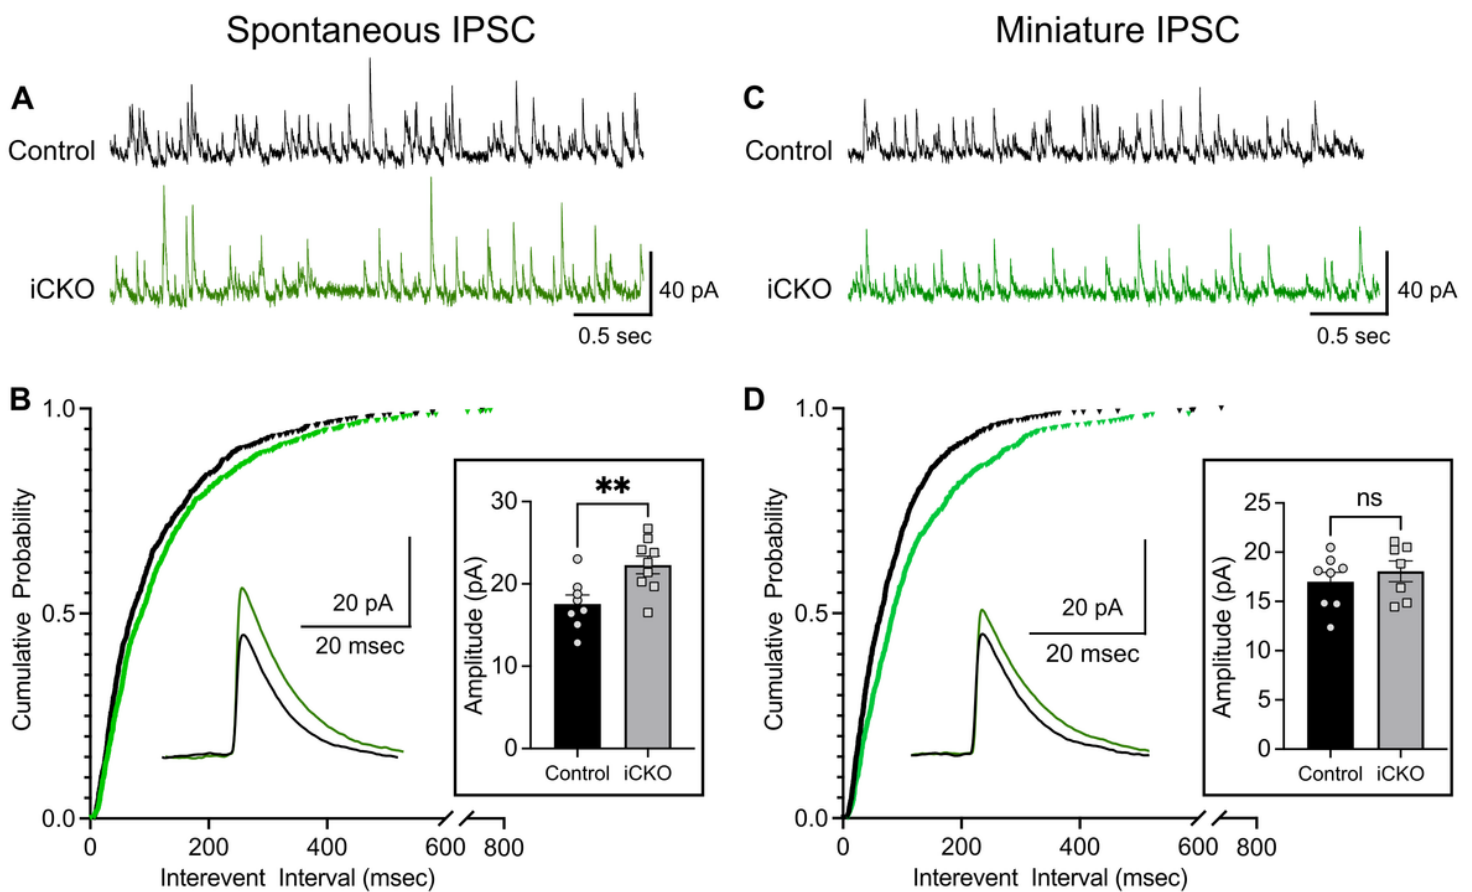 Spontaneous IPSC
Miniature IPSC
A
Control
iCKO
40 pA
0.5 sec
C
Control
iCKO
40 pA
0.5 sec
B
1.0
0.5
0.0
Cumulative Probability
0 200 400 600 800
Interevent Interval (msec)
20 pA
20 msec
**
30
20
10
0
Amplitude (pA)
Control iCKO
D
1.0
0.5
0.0
Cumulative Probability
0 200 400 600 800
Interevent Interval (msec)
20 pA
20 msec
ns
25
20
15
10
5
0
Amplitude (pA)
Control iCKO